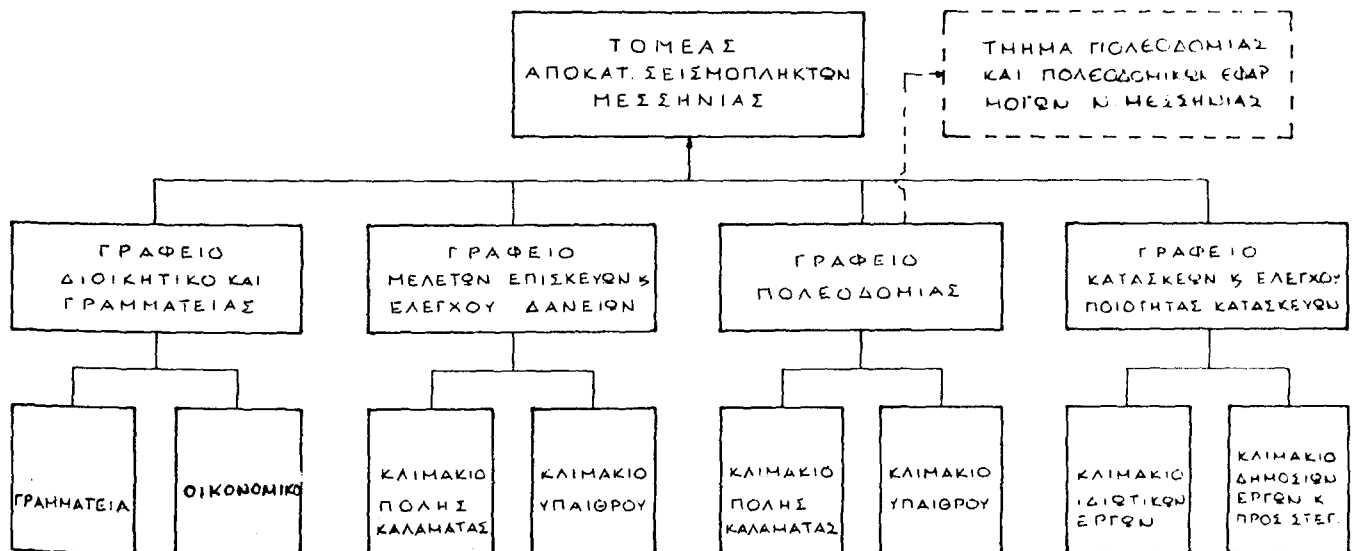 ΤΟΜΕΑΣ
ΑΠΟΚΑΤ. ΣΕΙΣΜΟΠΛΗΚΤΩΝ
ΜΕΣΣΗΝΙΑΣ
ΤΜΗΜΑ ΠΟΛΕΟΔΟΜΙΑΣ
ΚΑΙ ΠΟΛΕΟΔΟΜΙΚΩΝ ΕΦΑΡ
ΜΟΓΩΝ Ν. ΜΕΣΣΗΝΙΑΣ
ΓΡΑΦΕΙΟ
ΔΙΟΙΚΗΤΙΚΟ ΚΑΙ
ΓΡΑΜΜΑΤΕΙΑΣ
ΓΡΑΦΕΙΟ
ΜΕΛΕΤΩΝ ΕΠΙΣΚΕΥΩΝ &
ΕΛΕΓΧΟΥ ΔΑΝΕΙΩΝ
ΓΡΑΦΕΙΟ
ΠΟΛΕΟΔΟΜΙΑΣ
ΓΡΑΦΕΙΟ
ΚΑΤΑΣΚΕΩΝ & ΕΛΕΓΧΟΥ
ΠΟΙΟΤΗΤΑΣ ΚΑΤΑΣΚΕΥΩΝ
ΓΡΑΜΜΑΤΕΙΑ
ΟΙΚΟΝΟΜΙΚΟ
ΚΛΙΜΑΚΙΟ
ΠΟΛΗΣ
ΚΑΛΑΜΑΤΑΣ
ΚΛΙΜΑΚΙΟ
ΥΠΑΙΘΡΟΥ
ΚΛΙΜΑΚΙΟ
ΠΟΛΗΣ
ΚΑΛΑΜΑΤΑΣ
ΚΛΙΜΑΚΙΟ
ΥΠΑΙΘΡΟΥ
ΚΛΙΜΑΚΙΟ
ΙΔΙΩΤΙΚΩΝ
ΕΡΓΩΝ
ΚΛΙΜΑΚΙΟ
ΔΗΜΟΣΙΩΝ
ΕΡΓΩΝ Κ
ΠΡΟΣ ΣΤΕΓ.